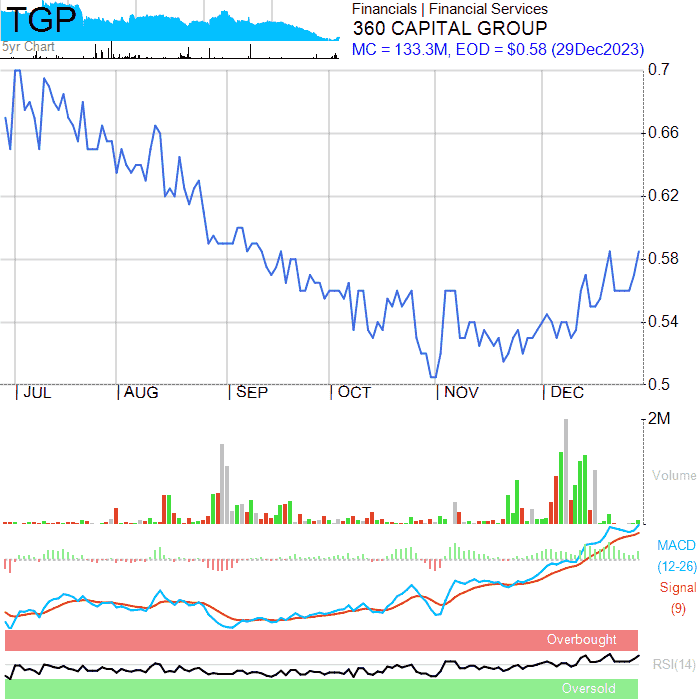 TGP
5yr Chart
Financials | Financial Services
360 CAPITAL GROUP
MC = 133.3M, EOD = $0.58 (29Dec2023)
0.7
0.66
0.62
0.58
0.54
0.5
JUL AUG SEP OCT NOV DEC
2M
Volume
MACD
(12-26)
Signal
(9)
Overbought
RSI(14)
Oversold